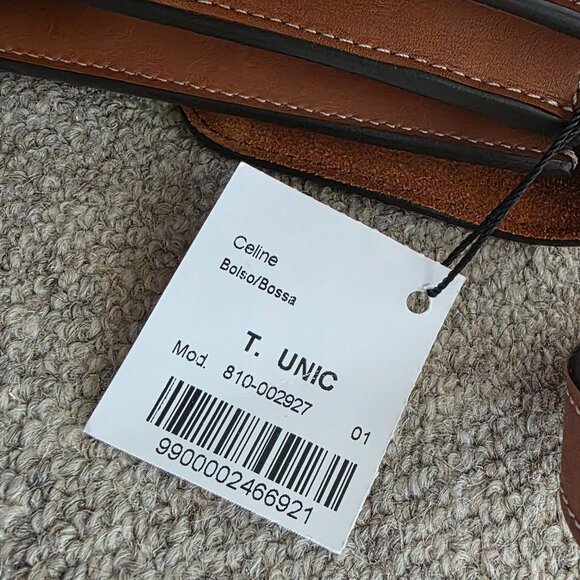 Celine
Bolso/Bossa
T. UNIC
Mod. 810-002927 01
9900002466921